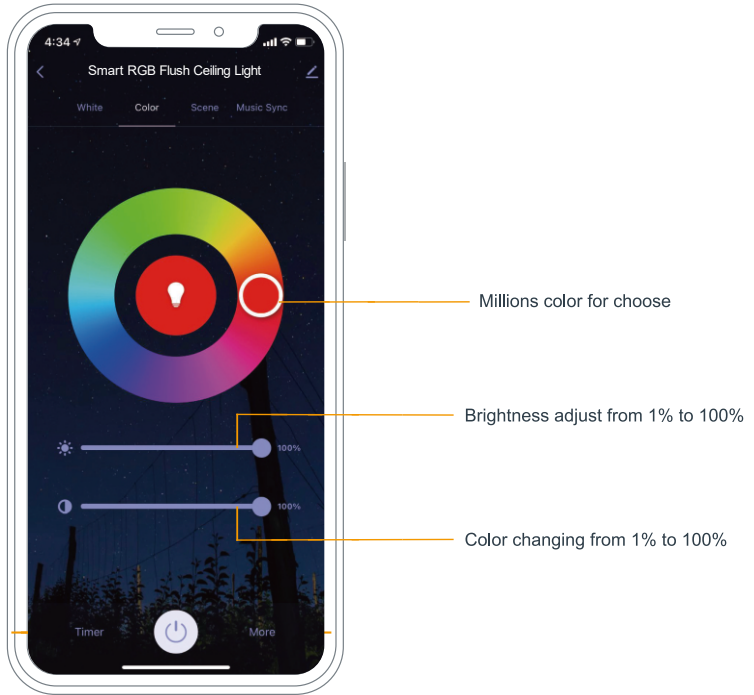 4:34
Smart RGB Flush Ceiling Light
White Color Scene Music Sync
Millions color for choose
Brightness adjust from 1% to 100%
100%
100%
Color changing from 1% to 100%
Timer More